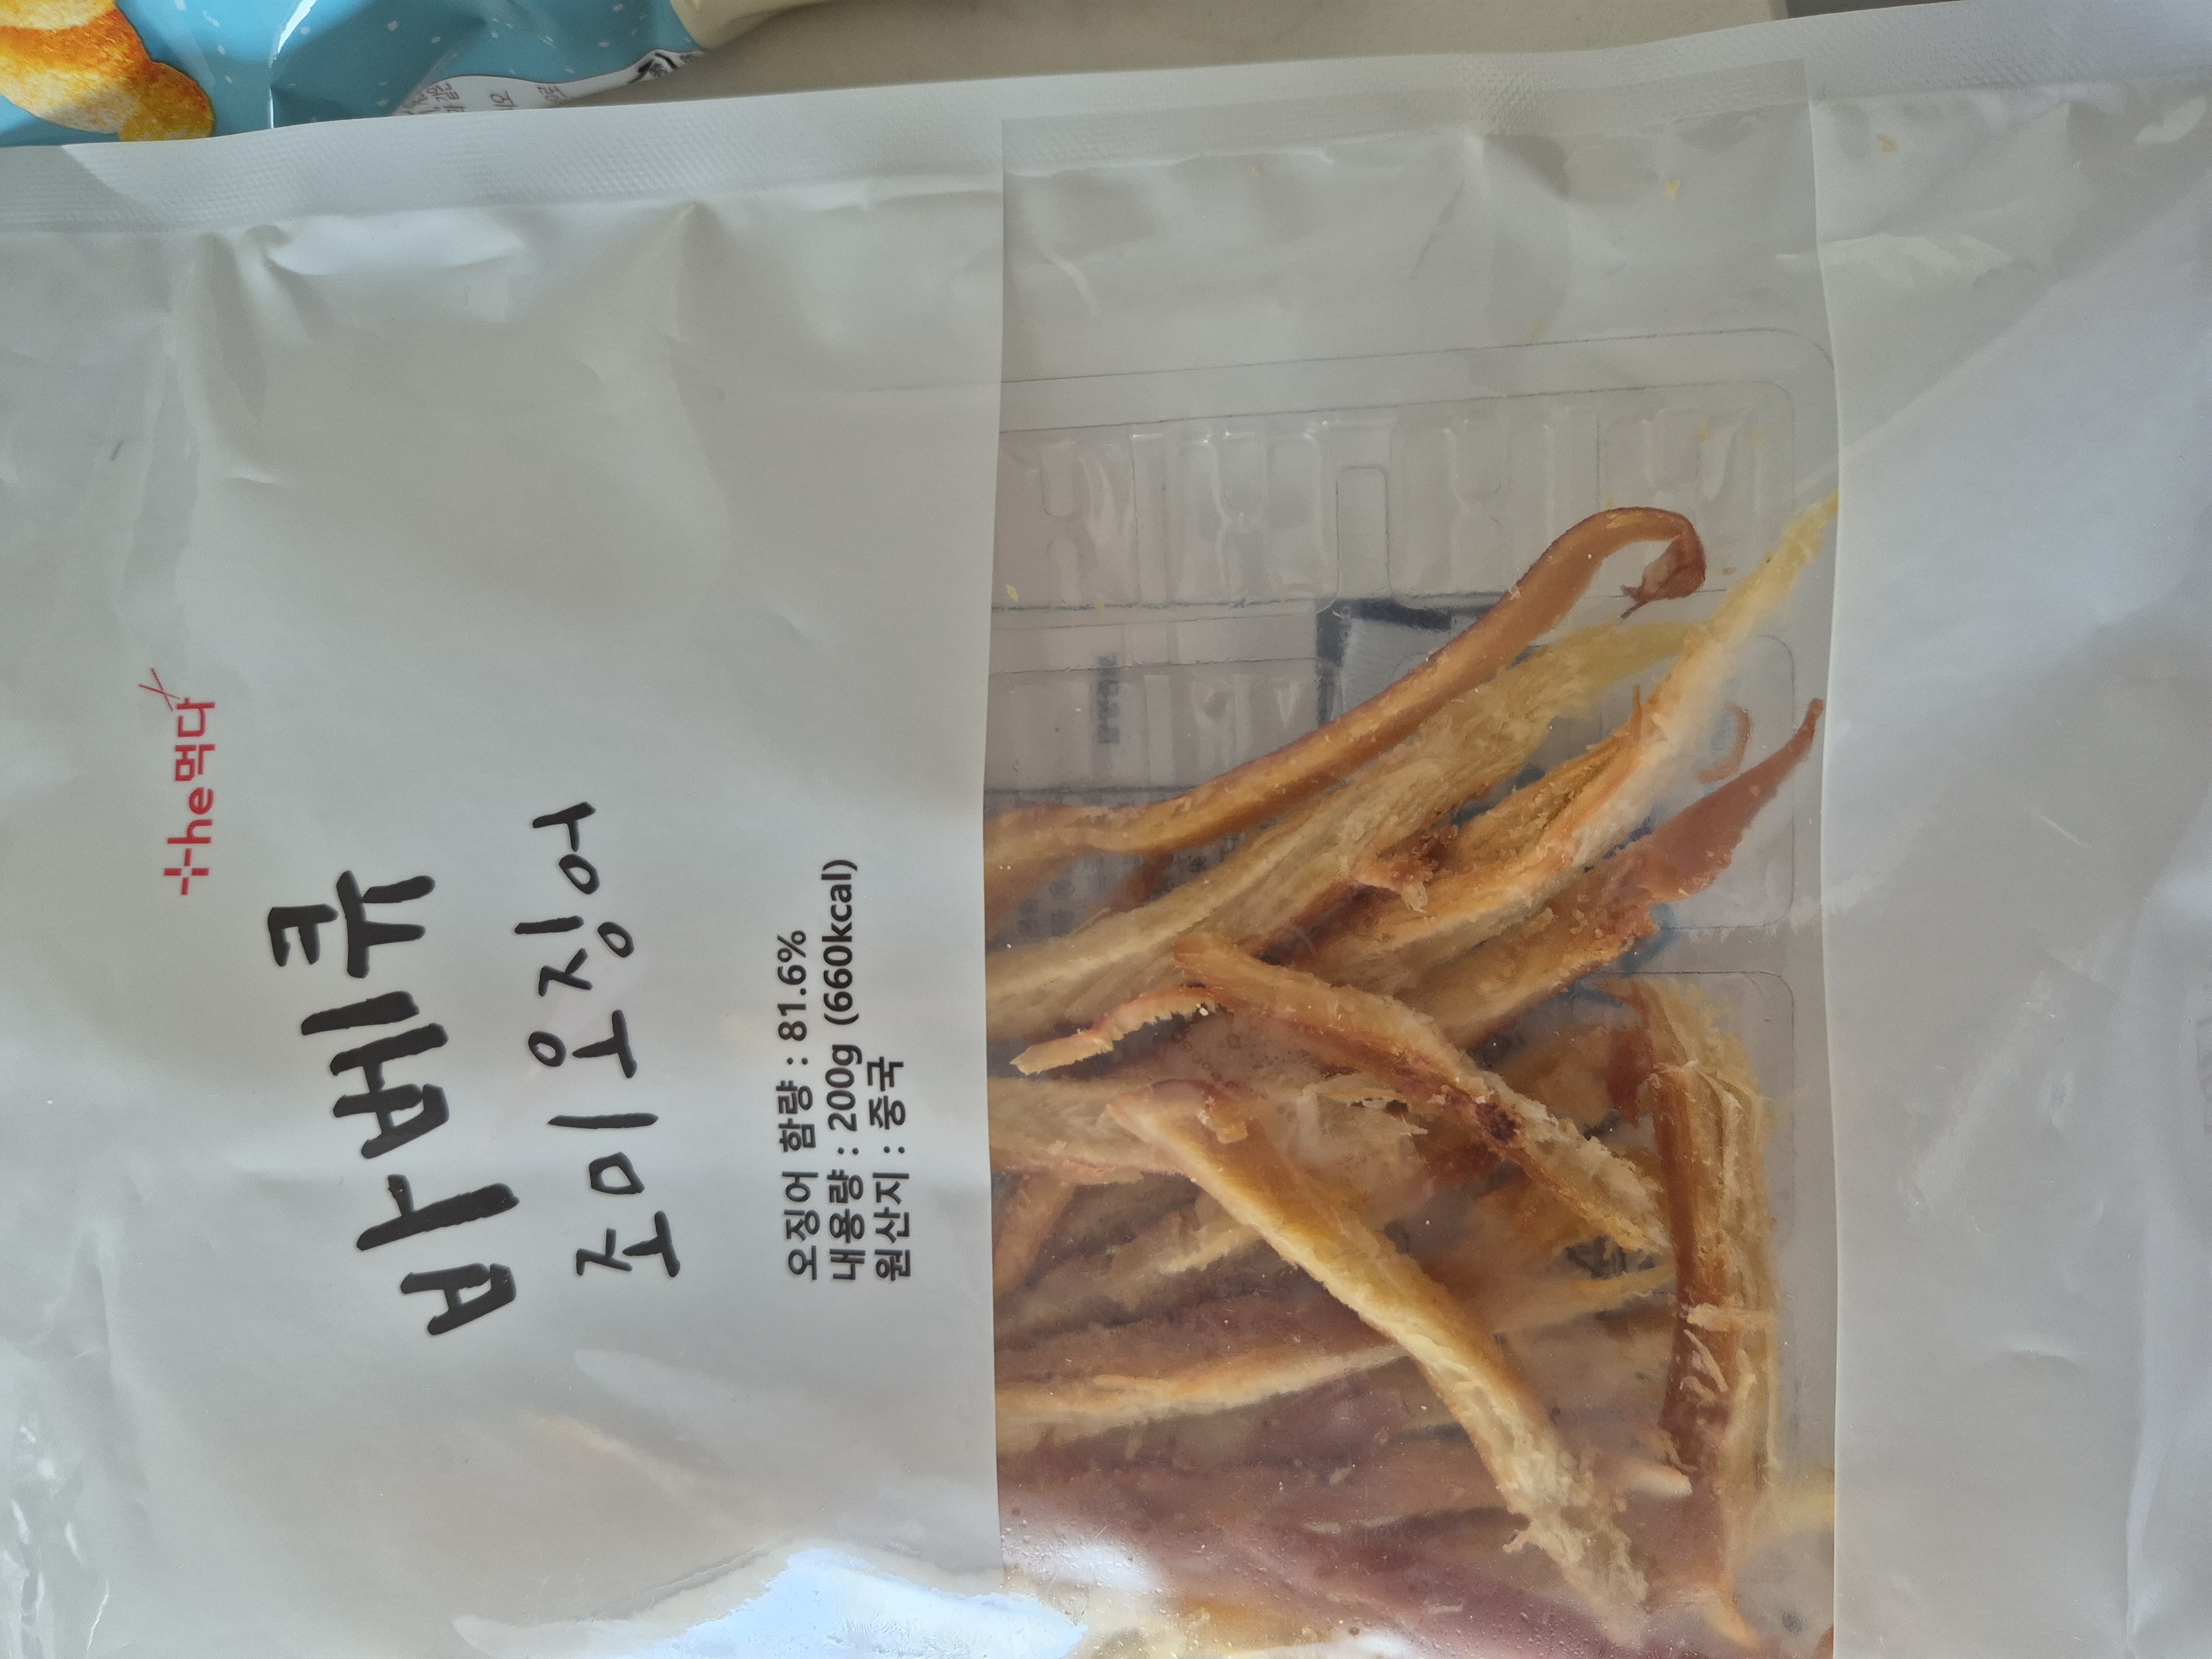 the먹다
바베큐
조미오징어
오징어 함량 : 81.6%
내용량 : 200g (660kcal)
원산지 : 중국